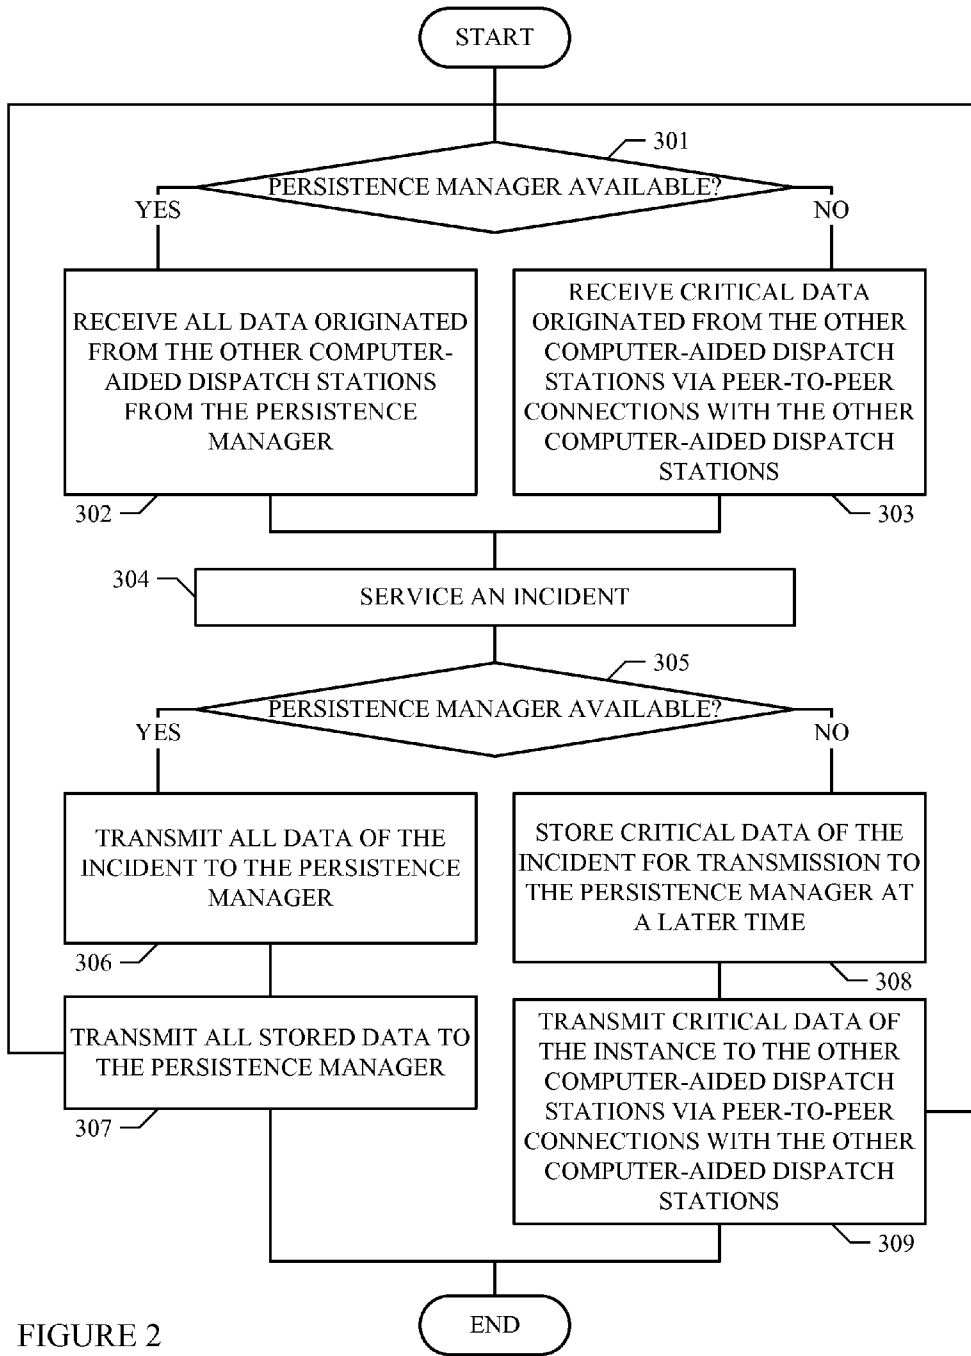 START
301
PERSISTENCE MANAGER AVAILABLE?
YES
NO
RECEIVE ALL DATA ORIGINATED
FROM THE OTHER COMPUTER-
AIDED DISPATCH STATIONS
FROM THE PERSISTENCE
MANAGER
302
RECEIVE CRITICAL DATA
ORIGINATED FROM THE OTHER
COMPUTER-AIDED DISPATCH
STATIONS VIA PEER-TO-PEER
CONNECTIONS WITH THE OTHER
COMPUTER-AIDED DISPATCH
STATIONS
303
304
SERVICE AN INCIDENT
305
PERSISTENCE MANAGER AVAILABLE?
YES
NO
TRANSMIT ALL DATA OF THE
INCIDENT TO THE PERSISTENCE
MANAGER
306
STORE CRITICAL DATA OF THE
INCIDENT FOR TRANSMISSION TO
THE PERSISTENCE MANAGER AT
A LATER TIME
308
TRANSMIT ALL STORED DATA TO
THE PERSISTENCE MANAGER
307
TRANSMIT CRITICAL DATA OF
THE INSTANCE TO THE OTHER
COMPUTER-AIDED DISPATCH
STATIONS VIA PEER-TO-PEER
CONNECTIONS WITH THE OTHER
COMPUTER-AIDED DISPATCH
STATIONS
309
END
FIGURE 2